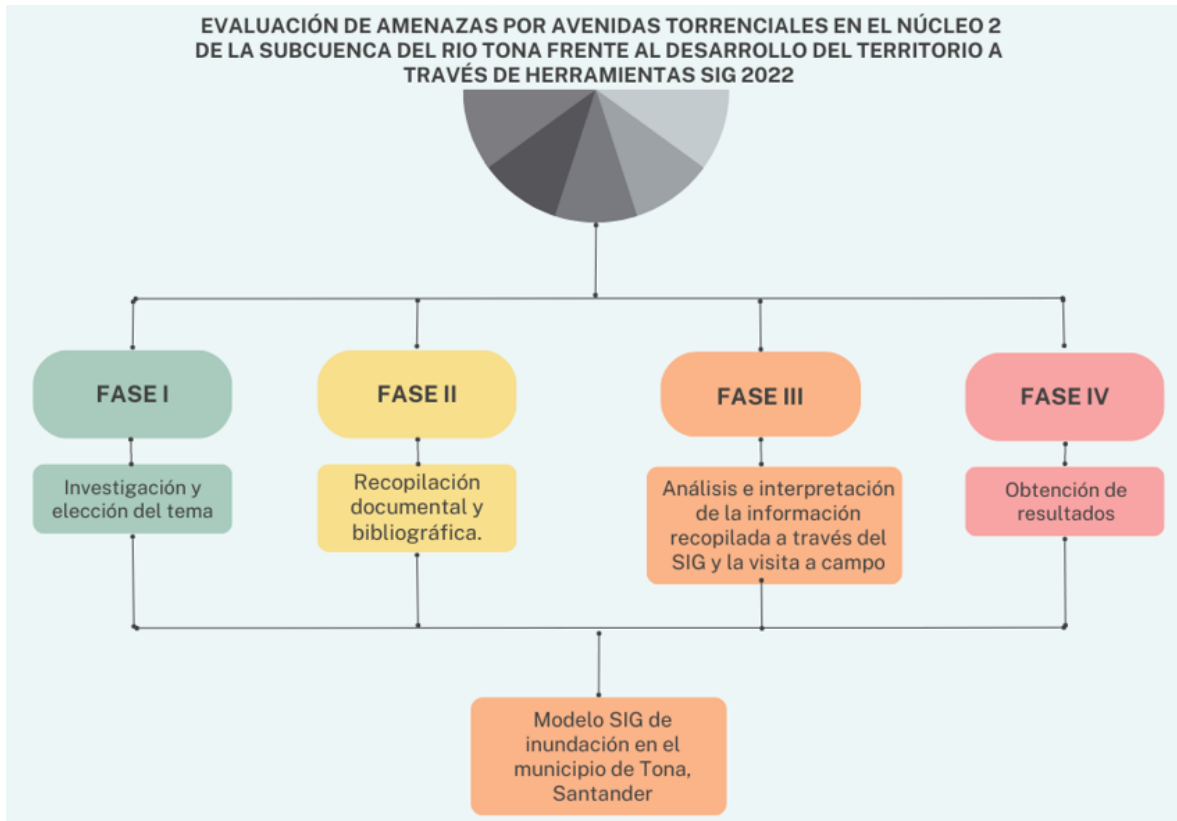 EVALUACIÓN DE AMENAZAS POR AVENIDAS TORRENCIALES EN EL NÚCLEO 2
DE LA SUBCUENCA DEL RIO TONA FRENTE AL DESARROLLO DEL TERRITORIO A
TRAVÉS DE HERRAMIENTAS SIG 2022
FASE I
Investigación y
elección del tema
FASE II
Recopilación
documental y
bibliográfica.
FASE III
Análisis e interpretación
de la información
recopilada a través del
SIG y la visita a campo
FASE IV
Obtención de
resultados
Modelo SIG de
inundación en el
municipio de Tona,
Santander